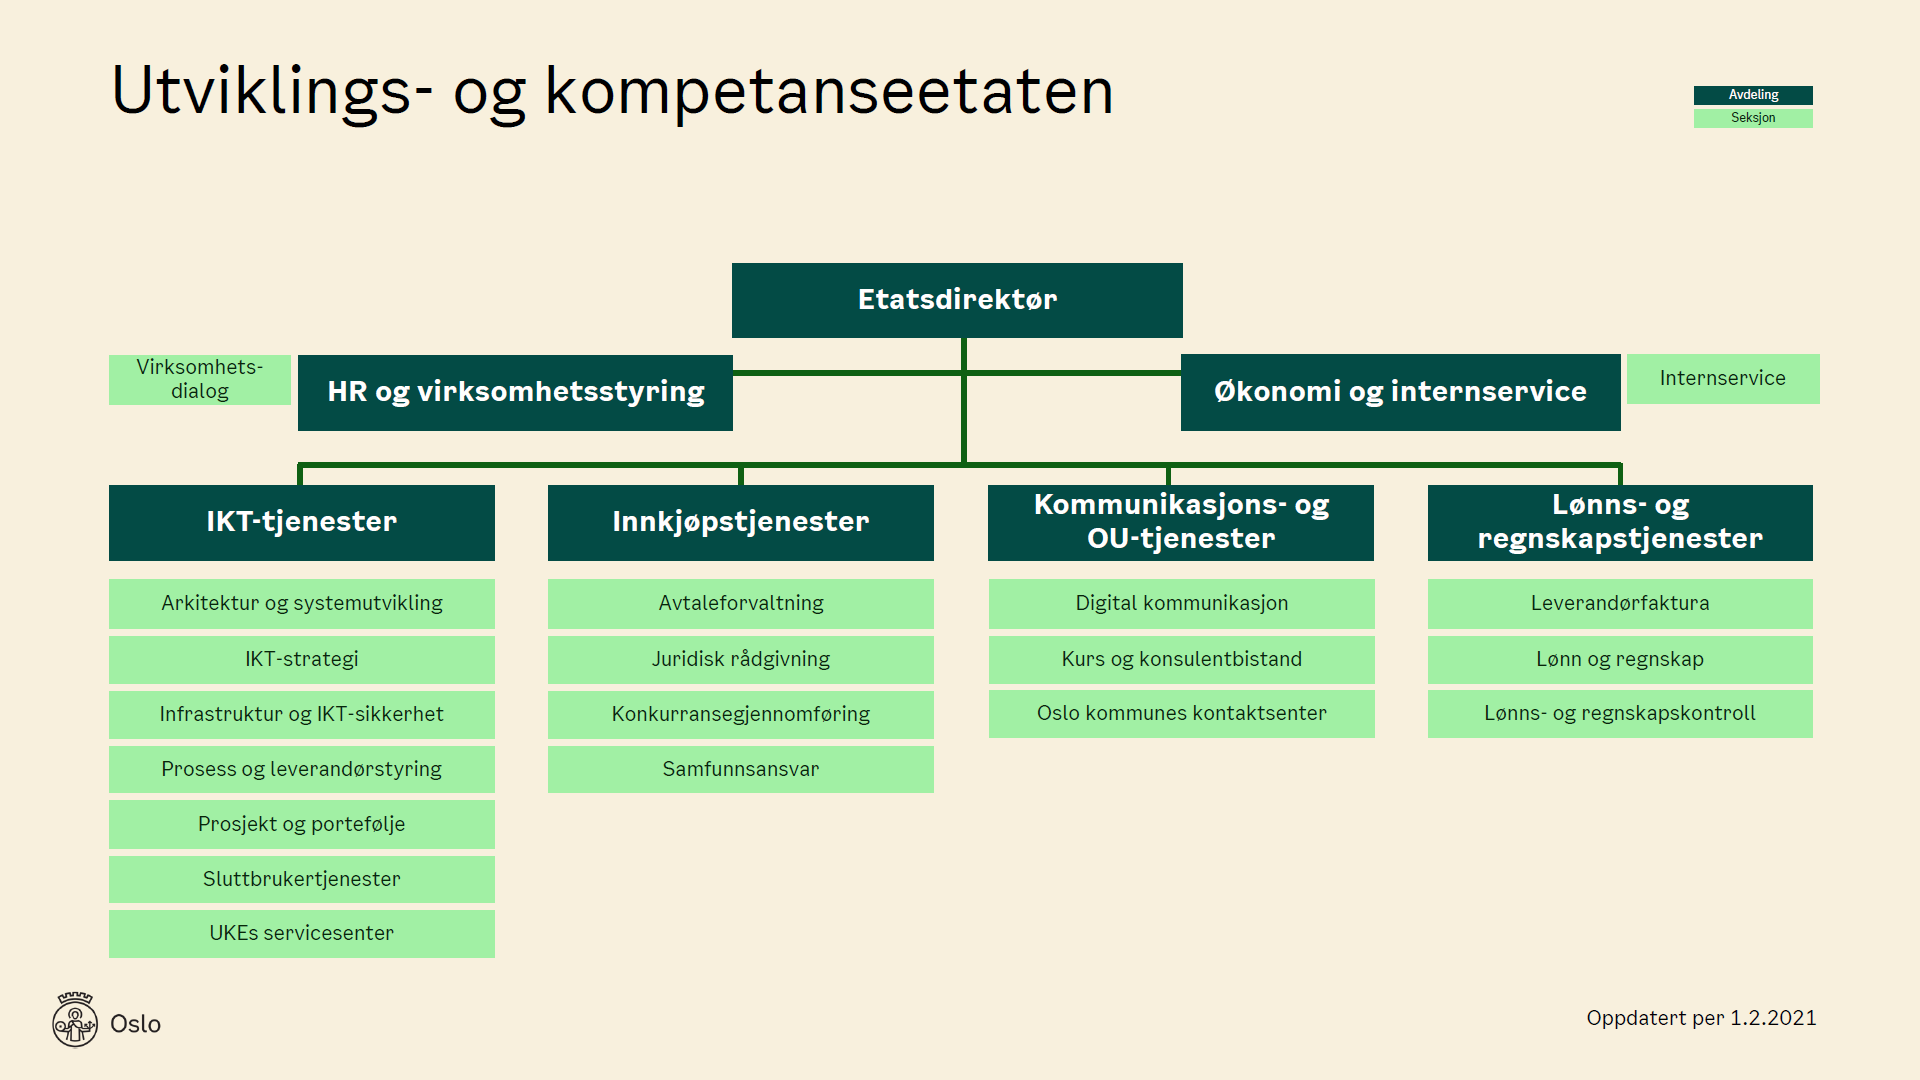 Utviklings- og kompetanseetaten
Avdeling
Seksjon
Etatsdirektør
Virksomhets-
dialog
HR og virksomhetsstyring
Økonomi og internservice
Internservice
IKT-tjenester
Arkitektur og systemutvikling
IKT-strategi
Infrastruktur og IKT-sikkerhet
Prosess og leverandørstyring
Prosjekt og portefølje
Sluttbrukertjenester
UKEs servicesenter
Innkjøpstjenester
Avtaleforvaltning
Juridisk rådgivning
Konkurransegjennomføring
Samfunnsansvar
Kommunikasjons- og
OU-tjenester
Digital kommunikasjon
Kurs og konsulentbistand
Oslo kommunes kontaktsenter
Lønns- og
regnskapstjenester
Leverandørfaktura
Lønn og regnskap
Lønns- og regnskapskontroll
Oslo
Oppdatert per 1.2.2021